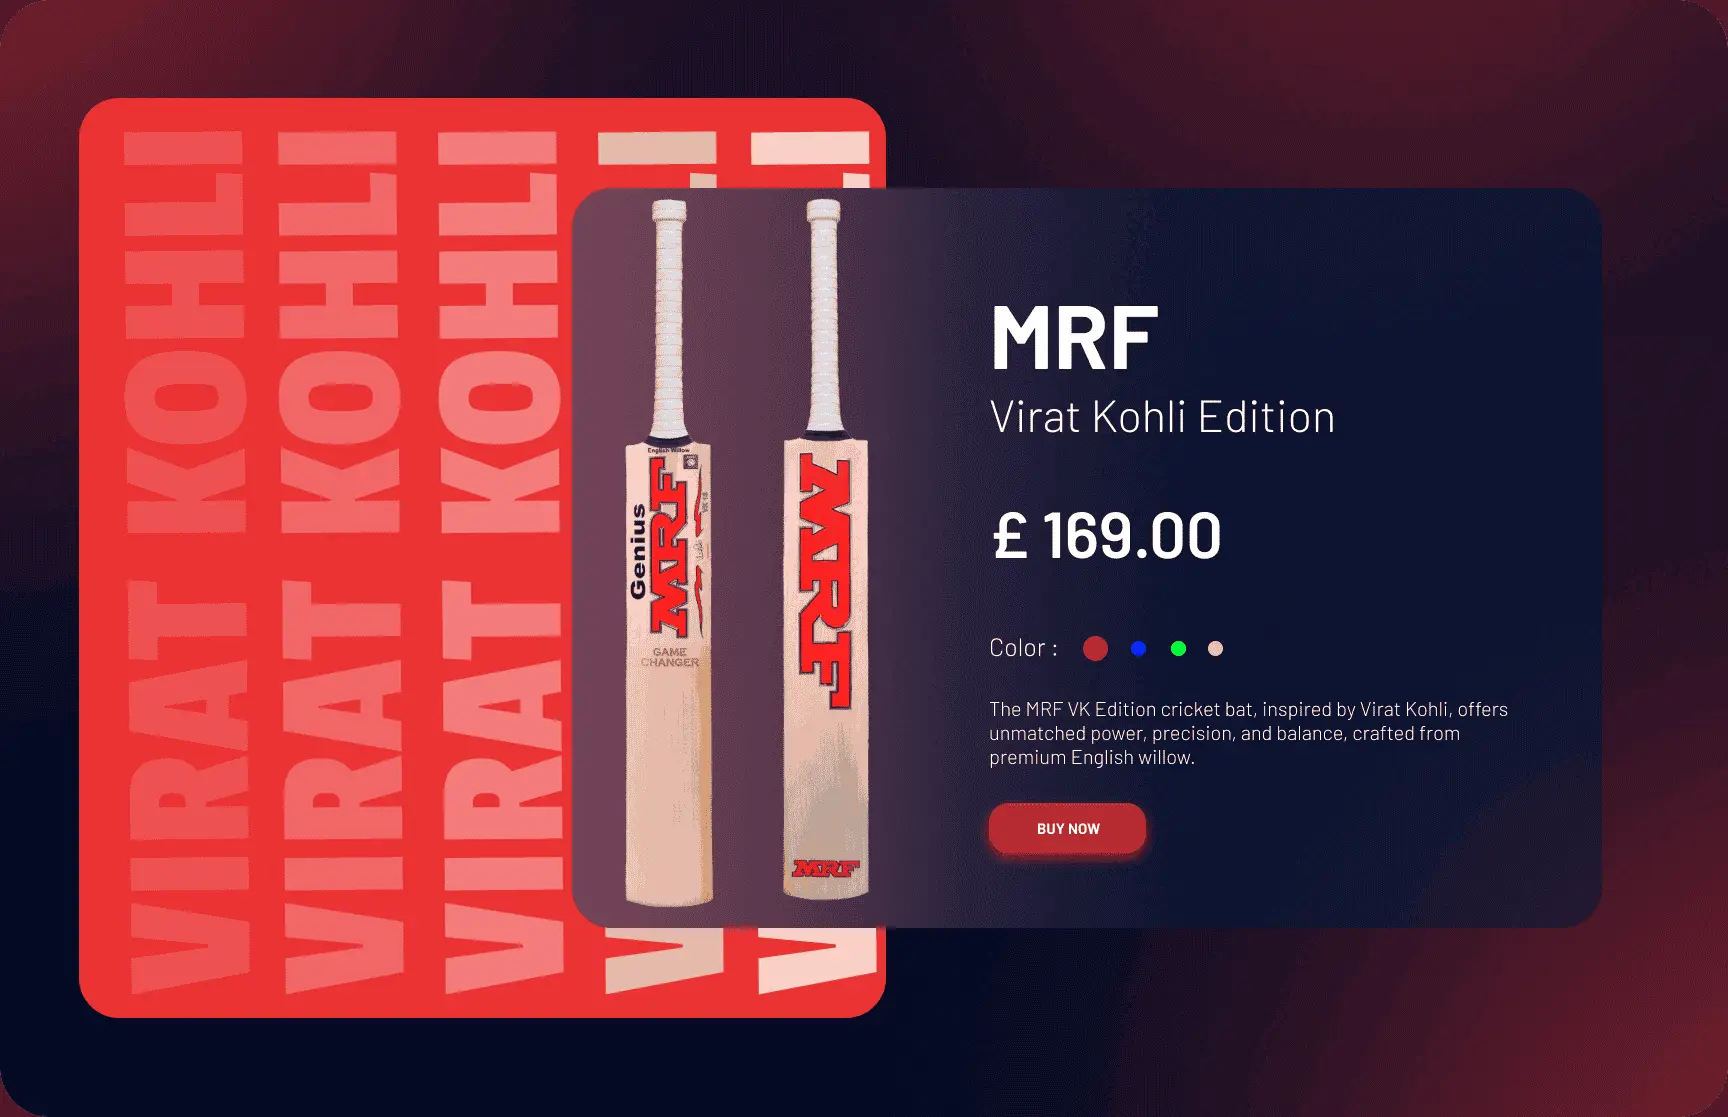 VIRAT KOHLI
VIRAT KOHLI
VIRAT KOHLI
English Willow
Genius
MRF
GAME
CHANGER
MRF
MRF
MRF
Virat Kohli Edition
£ 169.00
Color :
The MRF VK Edition cricket bat, inspired by Virat Kohli, offers
unmatched power, precision, and balance, crafted from
premium English willow.
BUY NOW